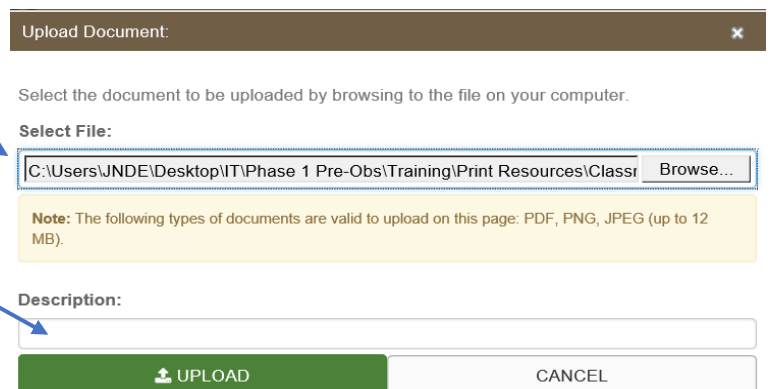 Upload Document:
Select the document to be uploaded by browsing to the file on your computer.
Select File:
C:\Users\JNDE\Desktop\IT\Phase 1 Pre-Obs\Training\Print Resources\Classr Browse...
Note: The following types of documents are valid to upload on this page: PDF, PNG, JPEG (up to 12
MB).
Description:
UPLOAD CANCEL